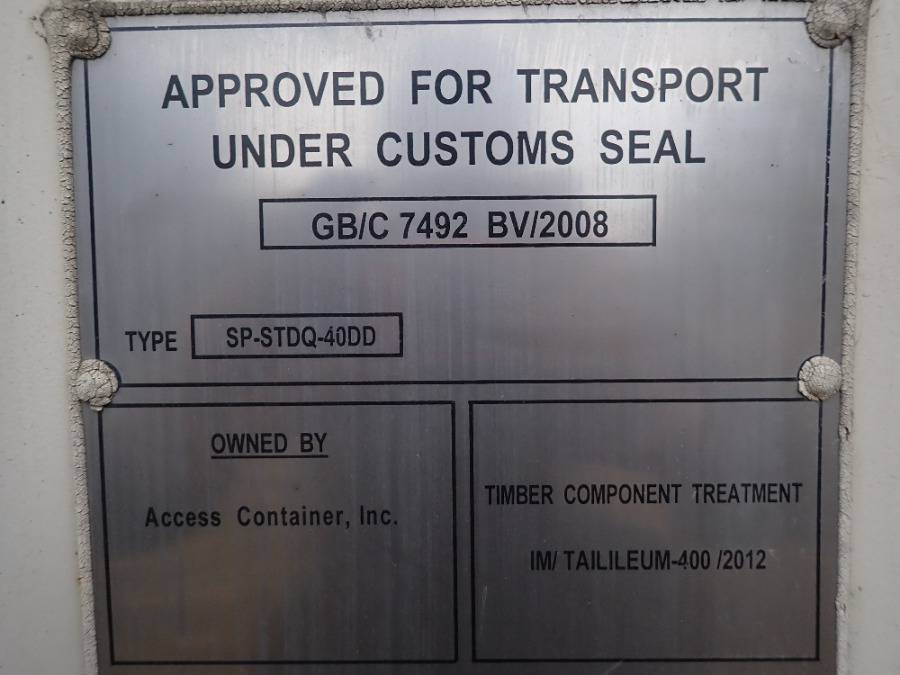 APPROVED FOR TRANSPORT
UNDER CUSTOMS SEAL
GB/C 7492 BV/2008
TYPE SP-STDQ-40DD
OWNED BY
Access Container, Inc.
TIMBER COMPONENT TREATMENT
IM/ TAILILEUM-400 /2012